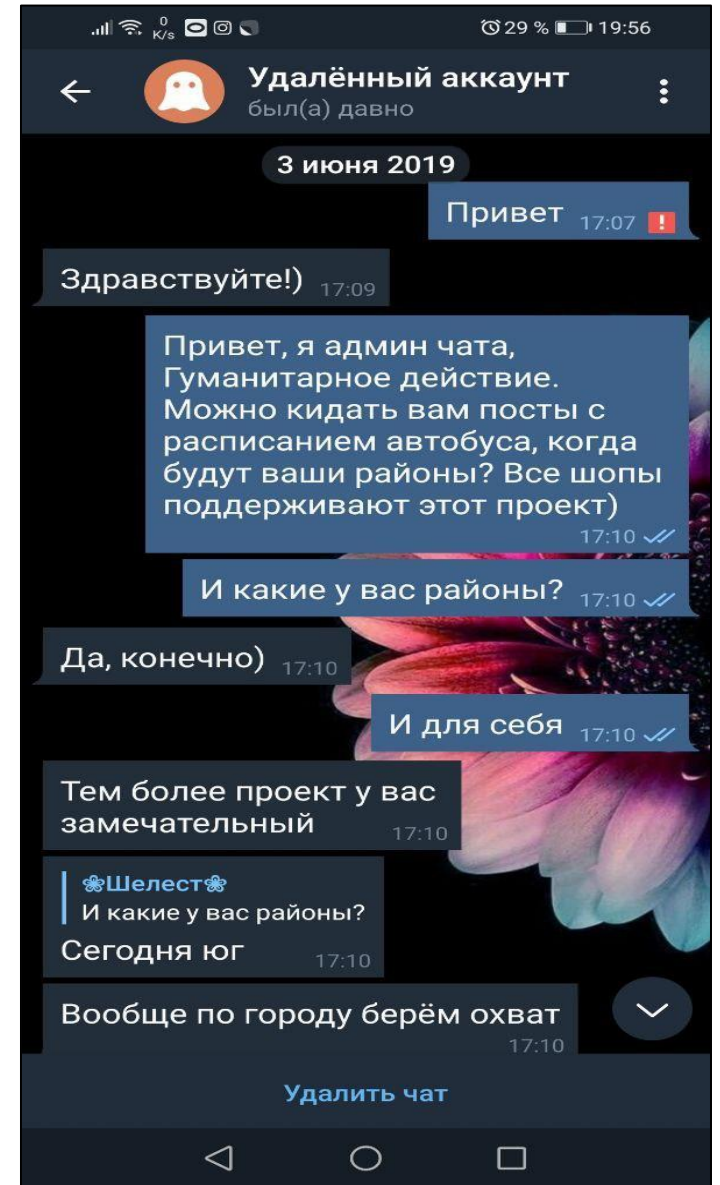 0
K/s
29 % 19:56
Удалённый аккаунт
был(а) давно
3 июня 2019
Привет 17:07
Здравствуйте!) 17:09
Привет, я админ чата,
Гуманитарное действие.
Можно кидать вам посты с
расписанием автобуса, когда
будут ваши районы? Все шопы
поддерживают этот проект)
17:10
И какие у вас районы? 17:10
Да, конечно) 17:10
И для себя 17:10
Тем более проект у вас
замечательный 17:10
❀Шелест❀
И какие у вас районы?
Сегодня юг 17:10
Вообще по городу берём охват
17:10
Удалить чат